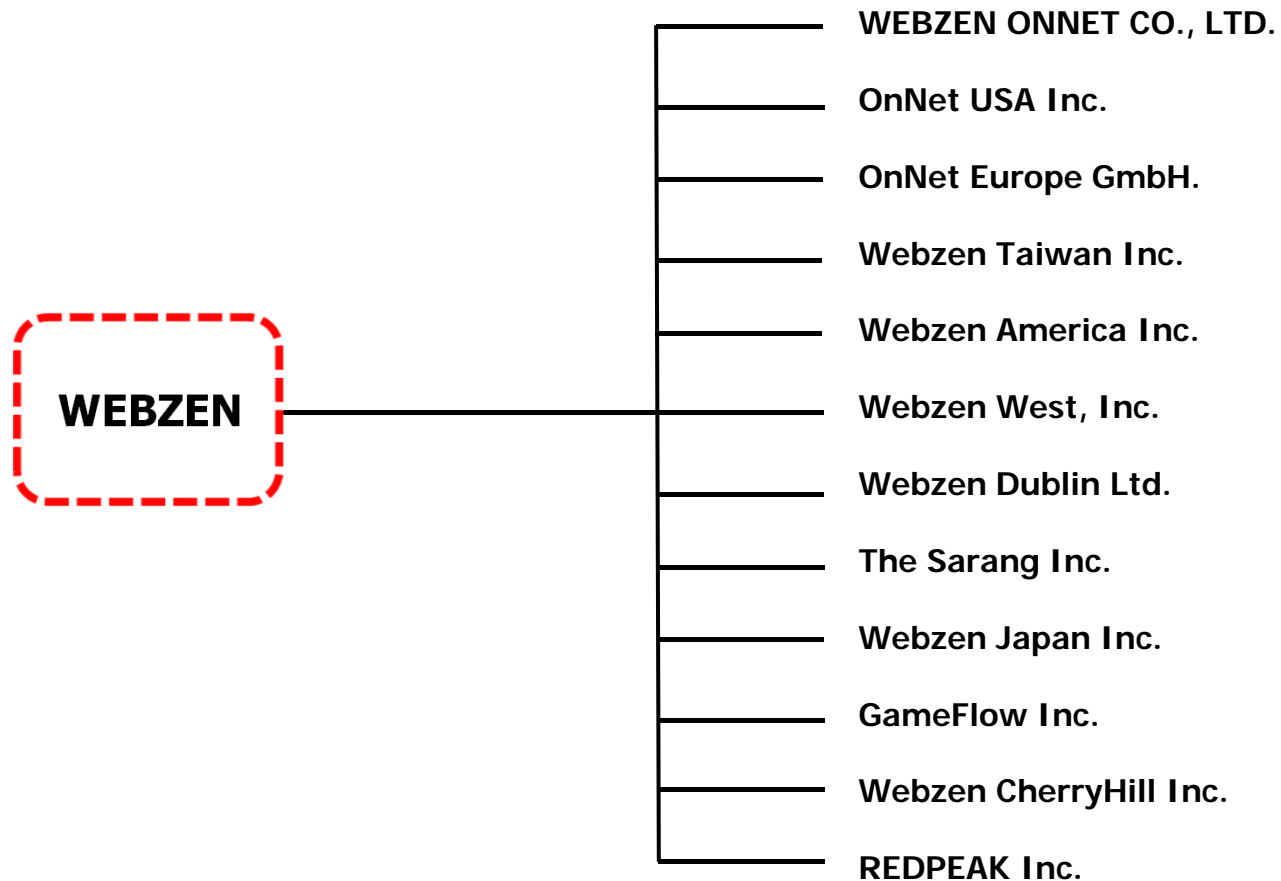 WEBZEN ONNET CO., LTD.
OnNet USA Inc.
OnNet Europe GmbH.
Webzen Taiwan Inc.
Webzen America Inc.
WEBZEN
Webzen West, Inc.
Webzen Dublin Ltd.
The Sarang Inc.
Webzen Japan Inc.
GameFlow Inc.
Webzen CherryHill Inc.
REDPEAK Inc.